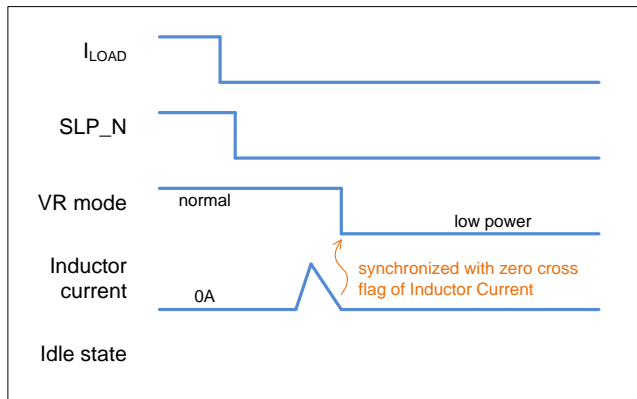 I_LOAD
SLP_N
VR mode
normal
low power
Inductor
current
0A
synchronized with zero cross
flag of Inductor Current
Idle state